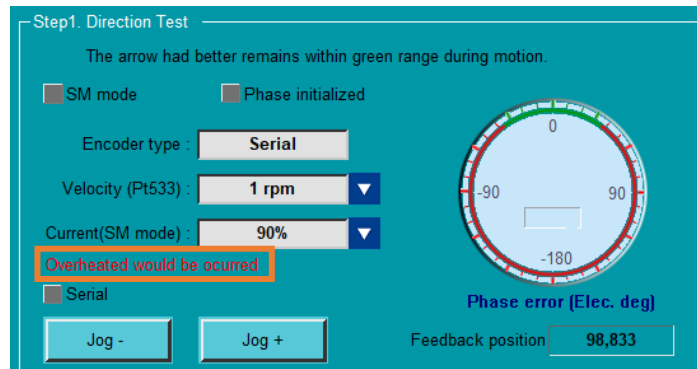 Step1. Direction Test
The arrow had better remains within green range during motion.
SM mode
Phase initialized
Encoder type : Serial
Velocity (Pt533) : 1 rpm
Current(SM mode) : 90%
Overheated would be ocurred
Serial
Jog -
Jog +
0
-90
90
-180
Phase error (Elec. deg)
Feedback position 98,833